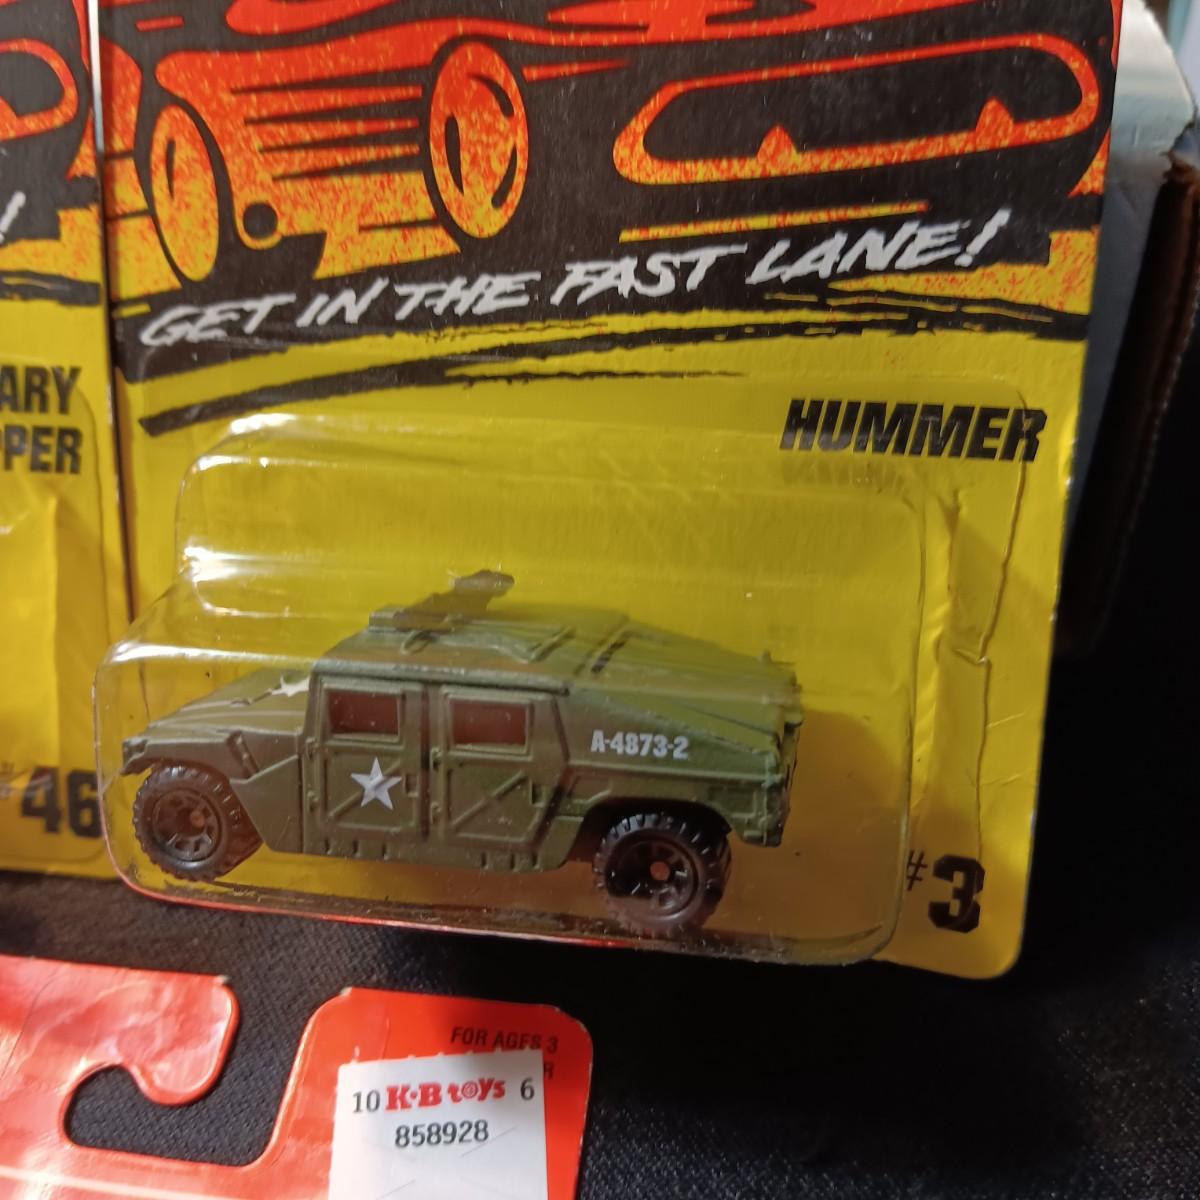 GET IN THE FAST LANE!
HUMMER
ARY
PER
A-4873-2
#46
#3
FOR AGES 3
10 K·B toys 6
858928